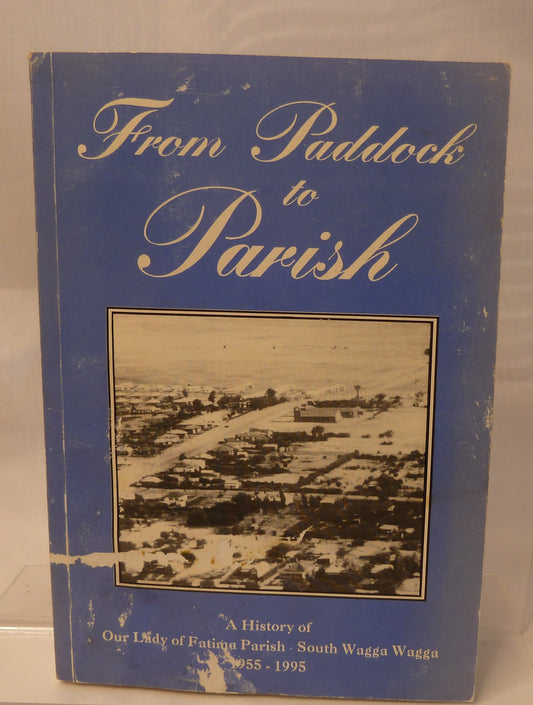 From Paddock
to
Parish
A History of
Our Lady of Fatima Parish · South Wagga Wagga
1955 - 1995